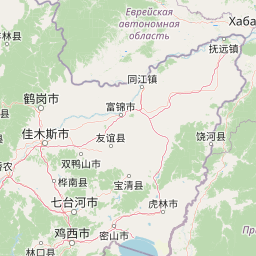 Еврейская
автономная
область
Хаба
抚远镇
林县
同江镇
鹤岗市
富锦市
佳木斯市
友谊县
饶河县
双鸭山市
桦南县
宝清县
七台河市
虎林市
鸡西市
密山市
林口县